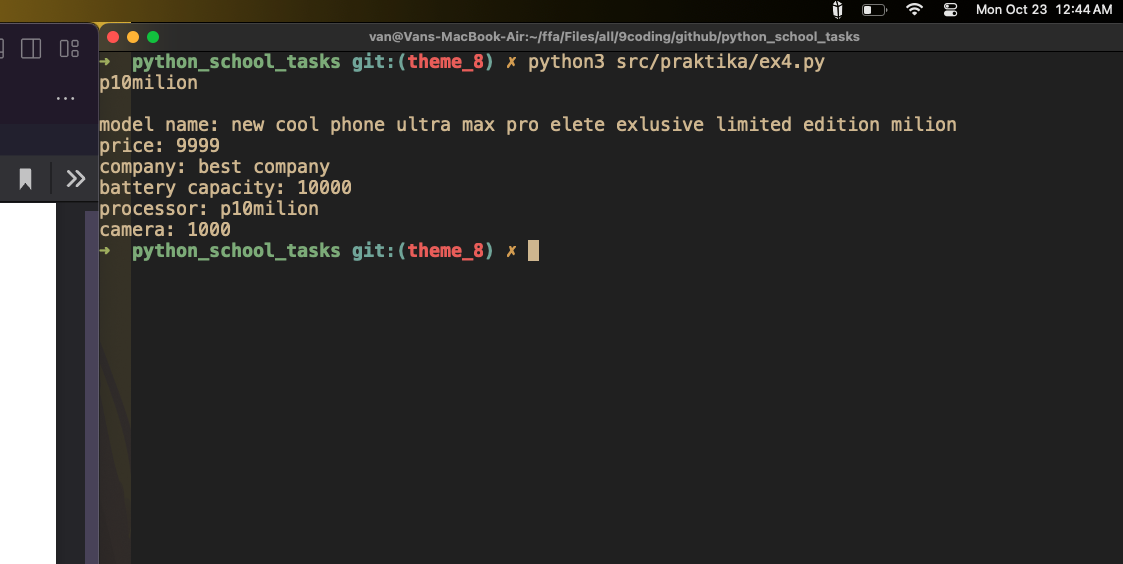 Mon Oct 23 12:44 AM
van@Vans-MacBook-Air:~/ffa/Files/all/9coding/github/python_school_tasks
➜ python_school_tasks git:(theme_8) ✗ python3 src/praktika/ex4.py
p10milion
model name: new cool phone ultra max pro elete exlusive limited edition milion
price: 9999
company: best company
battery capacity: 10000
processor: p10milion
camera: 1000
➜ python_school_tasks git:(theme_8) ✗